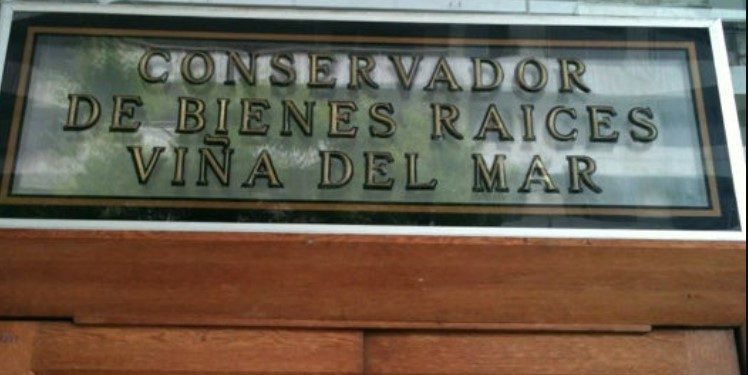 CONSERVADOR
DE BIENES RAICES
VIÑA DEL MAR